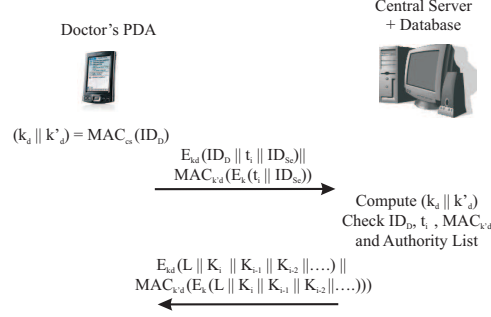 Central Server
+ Database
Doctor's PDA
(k_d || k'_d) = MAC_cs(ID_D)
E_kd(ID_D || t_i || ID_Se)||
MAC_k'd(E_k(t_i || ID_Se))
Compute (k_d || k'_d)
Check ID_D, t_i , MAC_k'd
and Authority List
E_kd(L || K_i || K_i-1 || K_i-2 ||....) ||
MAC_k'd(E_k(L || K_i || K_i-1 || K_i-2 ||....)))